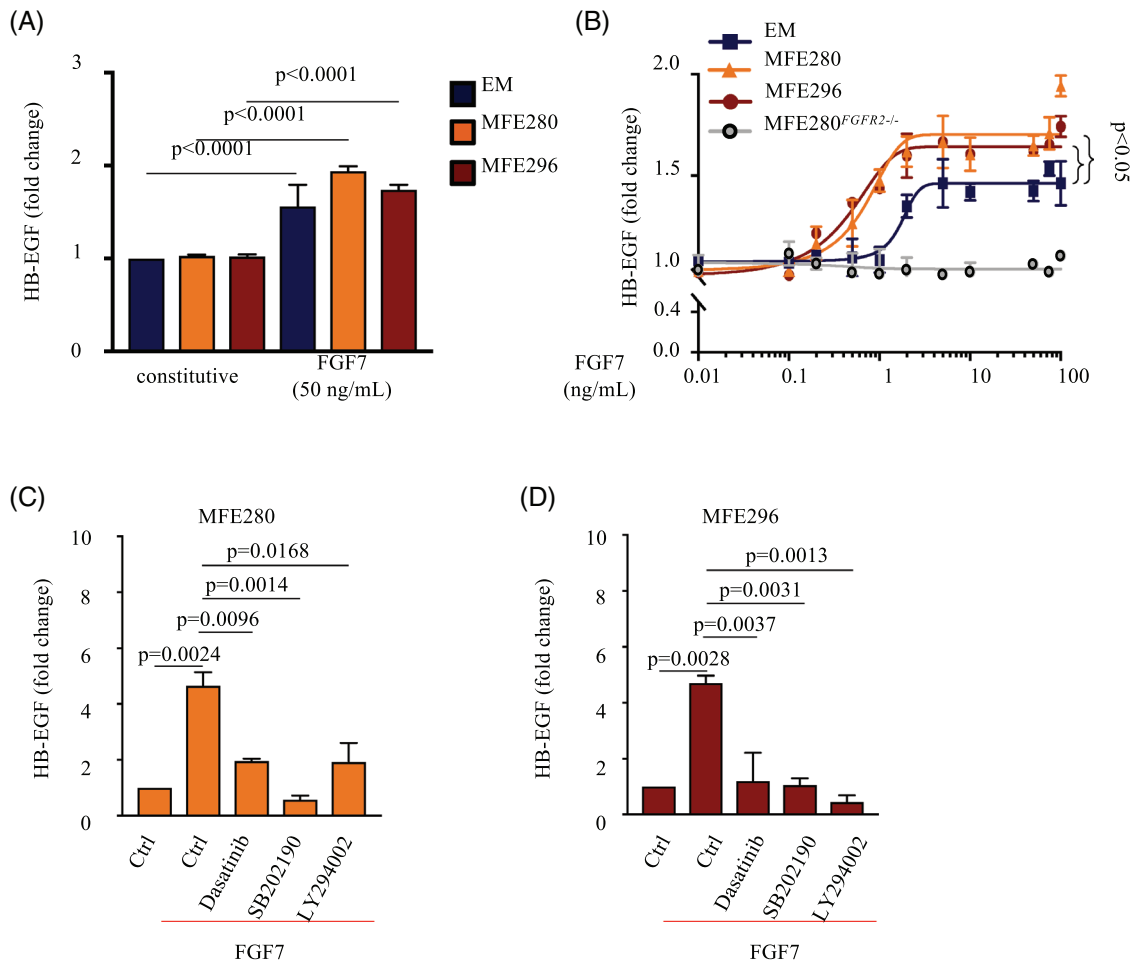 (A)
HB-EGF (fold change)
3
2
1
0
p<0.0001
p<0.0001
p<0.0001
EM
MFE280
MFE296
constitutive
FGF7
(50 ng/mL)
(B)
EM
MFE280
MFE296
MFE280FGFR2-/-
HB-EGF (fold change)
2.0
1.5
1.0
0.4
0.0
p<0.05
FGF7
(ng/mL)
0.01 0.1 1 10 100
(C)
MFE280
HB-EGF (fold change)
10
8
6
4
2
0
p=0.0168
p=0.0014
p=0.0096
p=0.0024
Ctrl
Ctrl
Dasatinib
SB202190
LY294002
FGF7
(D)
MFE296
HB-EGF (fold change)
10
8
6
4
2
0
p=0.0013
p=0.0031
p=0.0037
p=0.0028
Ctrl
Ctrl
Dasatinib
SB202190
LY294002
FGF7